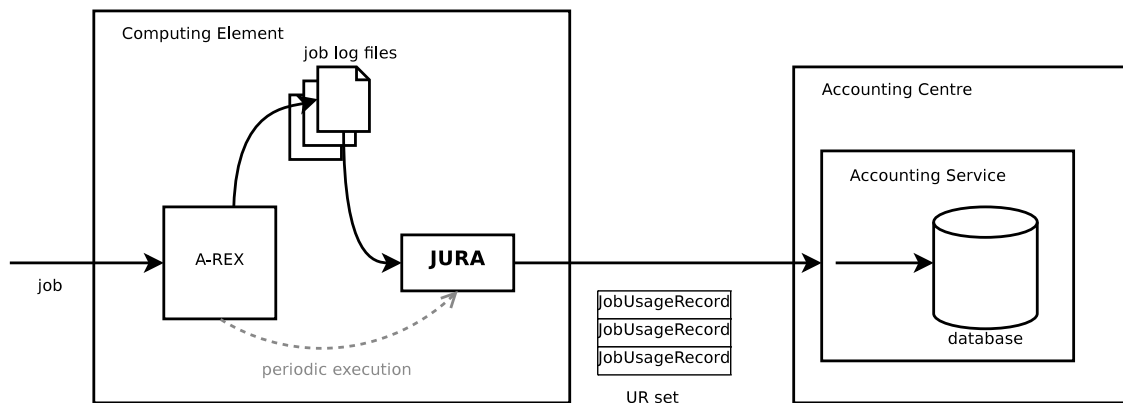 Computing Element
job log files
A-REX
JURA
job
periodic execution
JobUsageRecord
JobUsageRecord
JobUsageRecord
UR set
Accounting Centre
Accounting Service
database